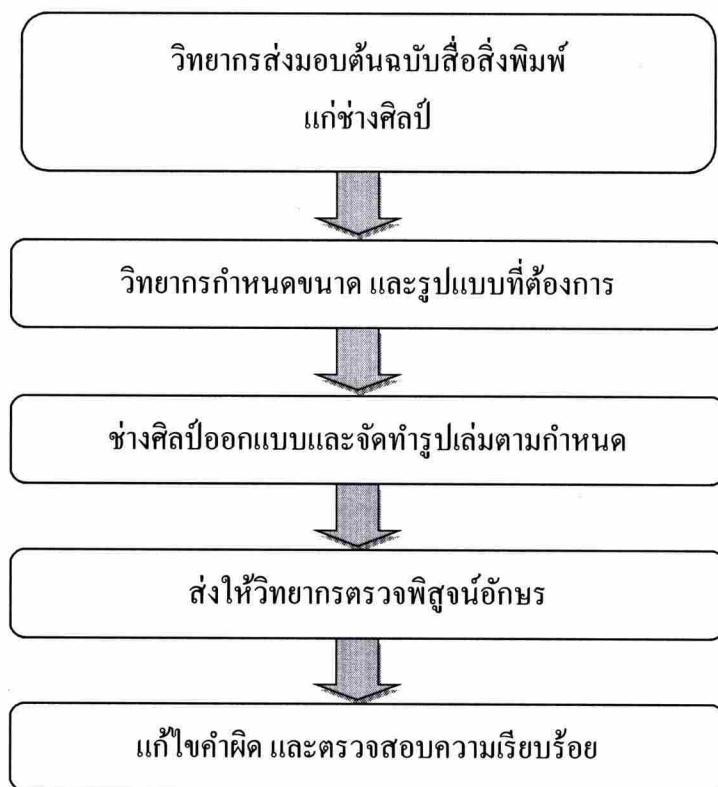 วิทยากรส่งมอบต้นฉบับสื่อสิ่งพิมพ์
แก่ช่างศิลป์
วิทยากรกำหนดขนาด และรูปแบบที่ต้องการ
ช่างศิลป์ออกแบบและจัดทำรูปเล่มตามกำหนด
ส่งให้วิทยากรตรวจพิสูจน์อักษร
แก้ไขคำผิด และตรวจสอบความเรียบร้อย